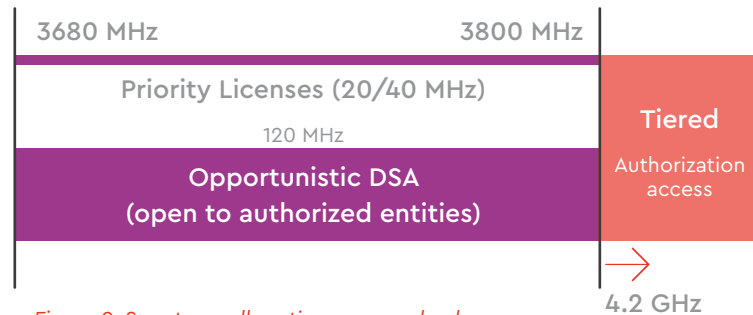 3680 MHz 3800 MHz
Priority Licenses (20/40 MHz)
120 MHz
Opportunistic DSA
(open to authorized entities)
Tiered
Authorization
access
4.2 GHz